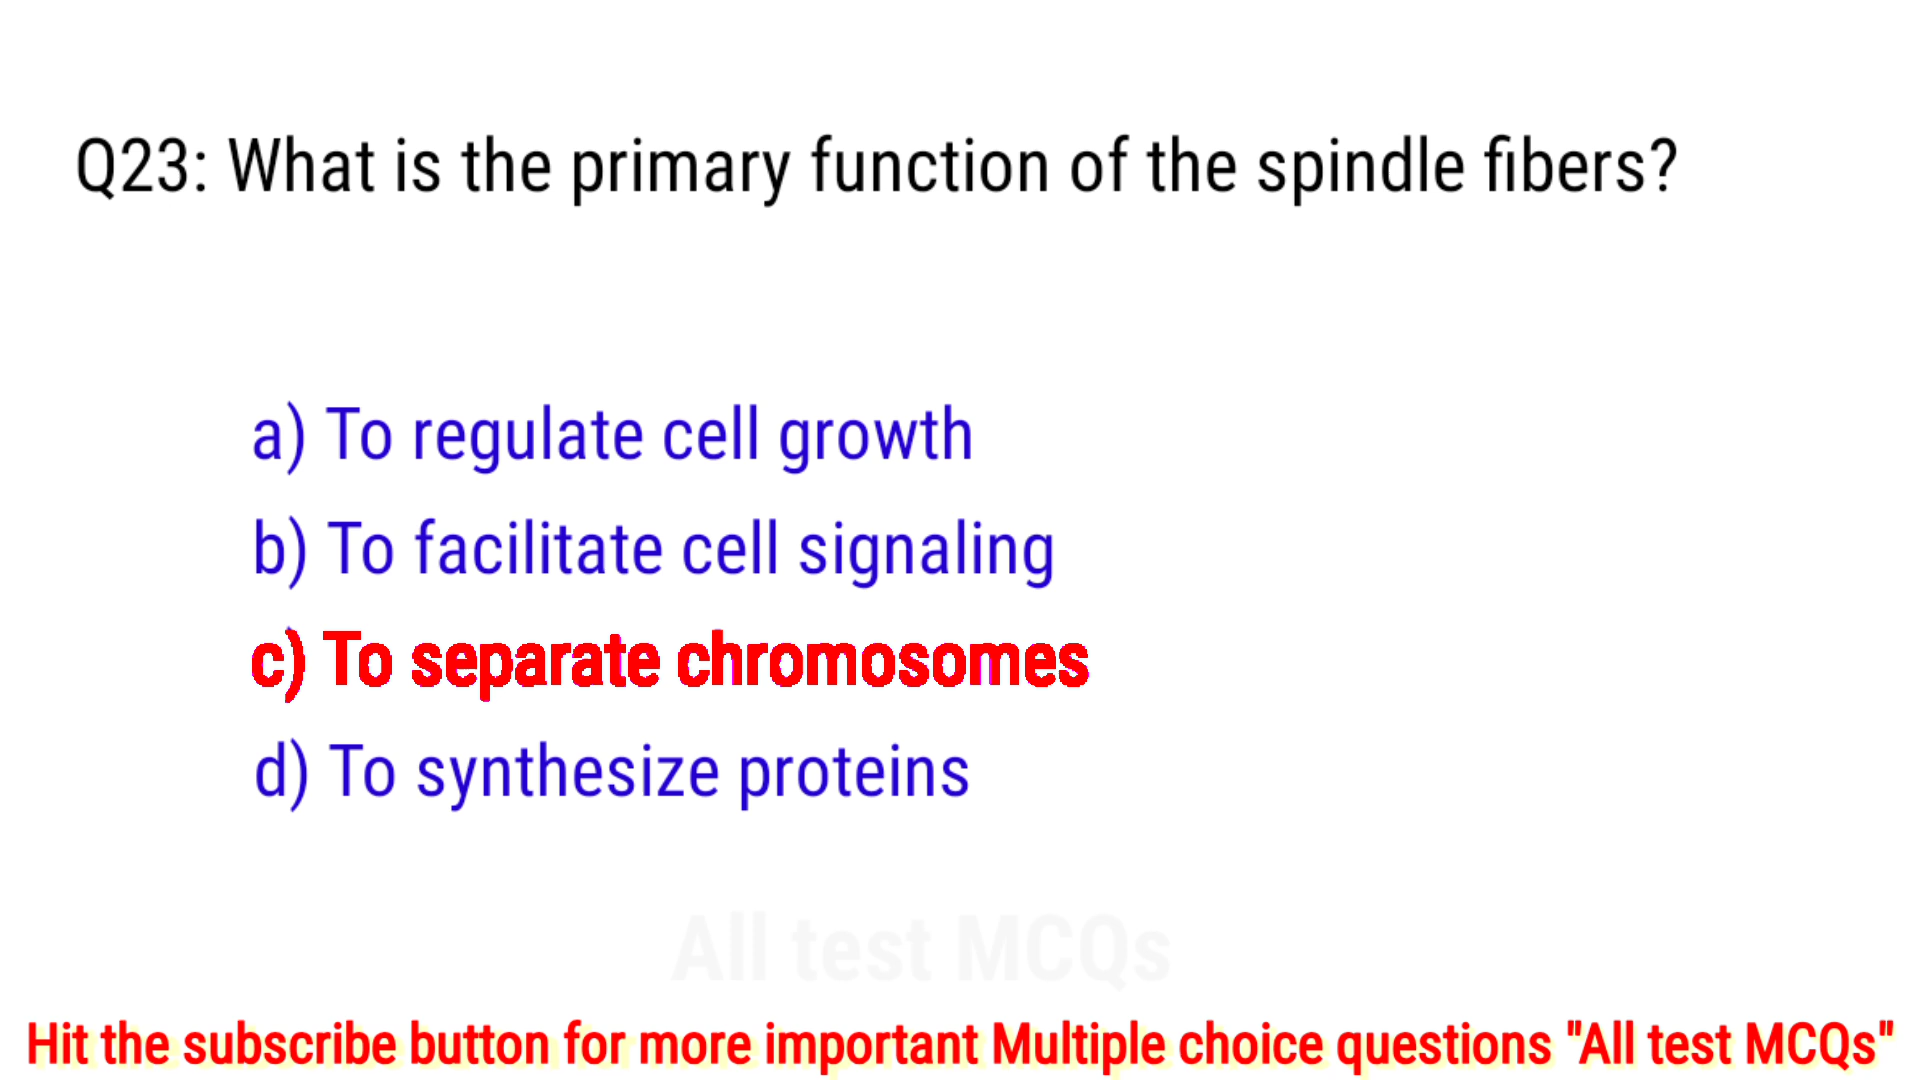 Q23: What is the primary function of the spindle fibers?
a) To regulate cell growth
b) To facilitate cell signaling
c) To separate chromosomes
d) To synthesize proteins
All test MCQs
Hit the subscribe button for more important Multiple choice questions "All test MCQs"